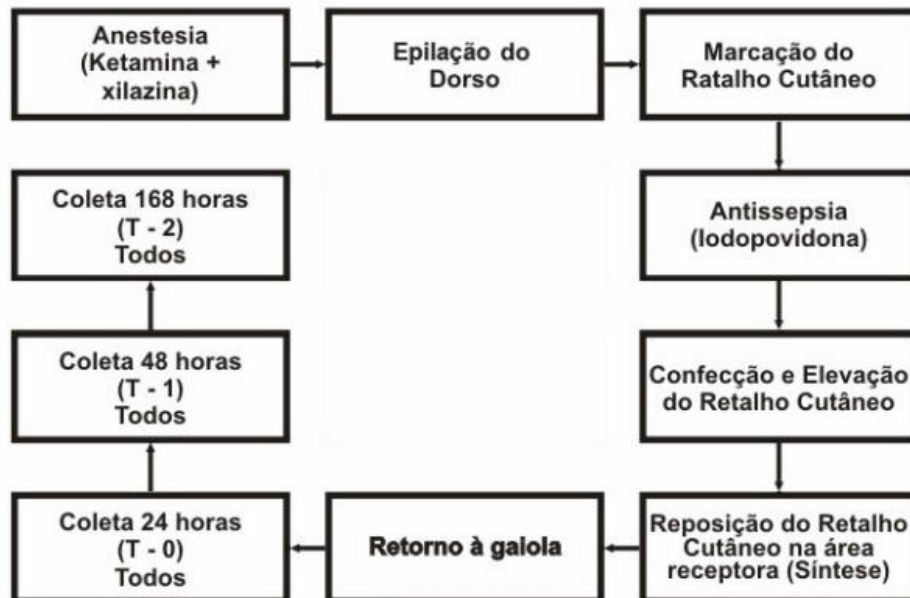 Anestesia
(Ketamina +
xilazina)
Epilação do
Dorso
Marcação do
Ratalho Cutâneo
Antissepsia
(Iodopovidona)
Confecção e Elevação
do Retalho Cutâneo
Reposição do Retalho
Cutâneo na área
receptora (Síntese)
Retorno à gaiola
Coleta 24 horas
(T - 0)
Todos
Coleta 48 horas
(T - 1)
Todos
Coleta 168 horas
(T - 2)
Todos